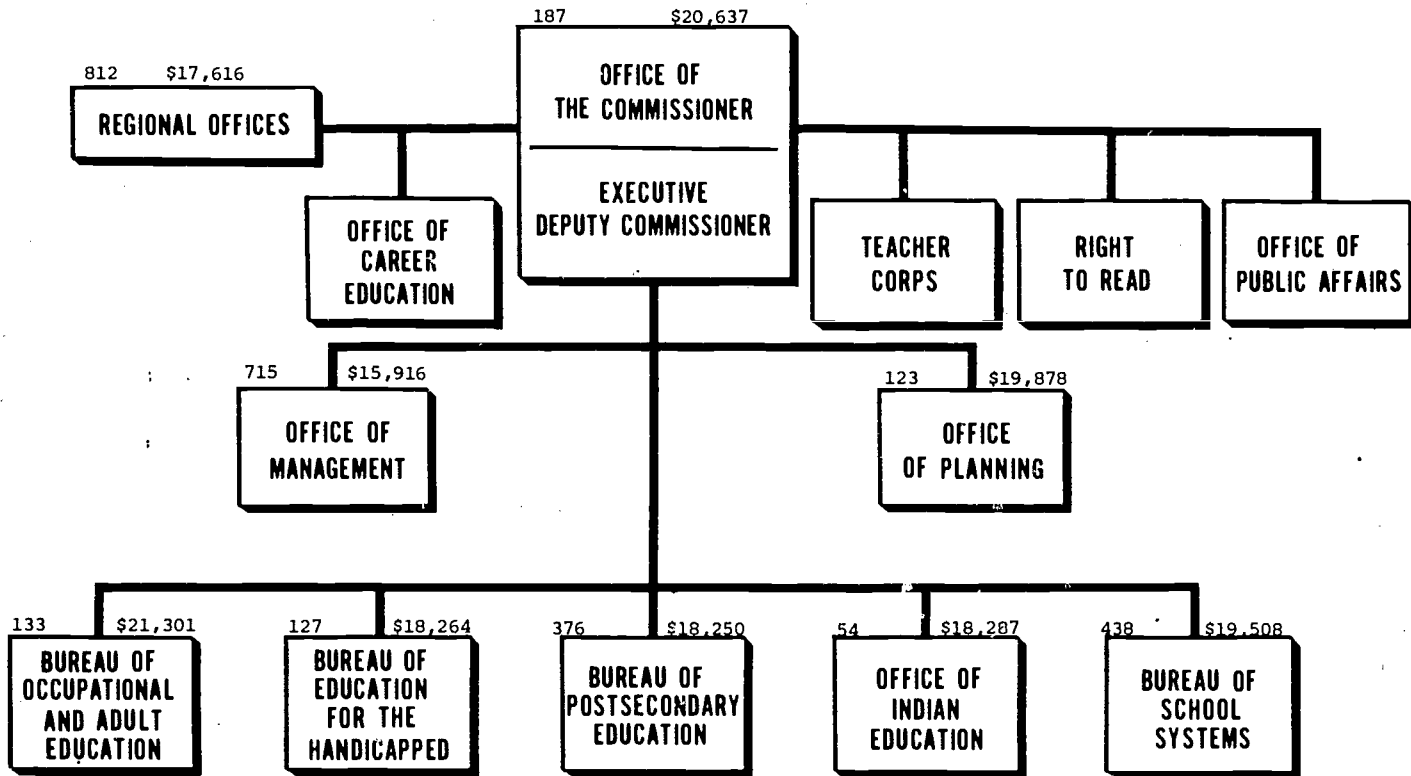 187 $20,637
OFFICE OF
THE COMMISSIONER
EXECUTIVE
DEPUTY COMMISSIONER
812 $17,616
REGIONAL OFFICES
OFFICE OF
CAREER
EDUCATION
TEACHER
CORPS
RIGHT
TO READ
OFFICE OF
PUBLIC AFFAIRS
715 $15,916
OFFICE OF
MANAGEMENT
123 $19,878
OFFICE
OF PLANNING
133 $21,301
BUREAU OF
OCCUPATIONAL
AND ADULT
EDUCATION
127 $18,264
BUREAU OF
EDUCATION
FOR THE
HANDICAPPED
376 $18,250
BUREAU OF
POSTSECONDARY
EDUCATION
54 $18,287
OFFICE OF
INDIAN
EDUCATION
438 $19,508
BUREAU OF
SCHOOL
SYSTEMS